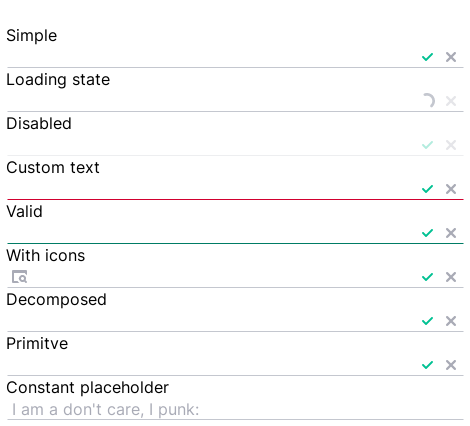 Simple
Loading state
Disabled
Custom text
Valid
With icons
Decomposed
Primitve
Constant placeholder
I am a don't care, I punk: